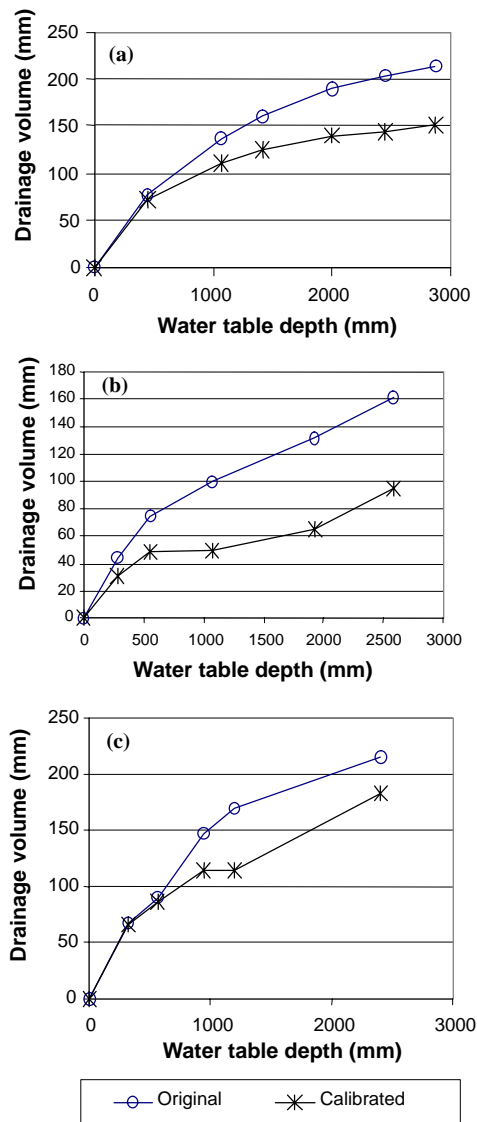 (a)
Drainage volume (mm)
250
200
150
100
50
0
0 1000 2000 3000
Water table depth (mm)
(b)
Drainage volume (mm)
180
160
140
120
100
80
60
40
20
0
0 500 1000 1500 2000 2500 3000
Water table depth (mm)
(c)
Drainage volume (mm)
250
200
150
100
50
0
0 1000 2000 3000
Water table depth (mm)
Original Calibrated